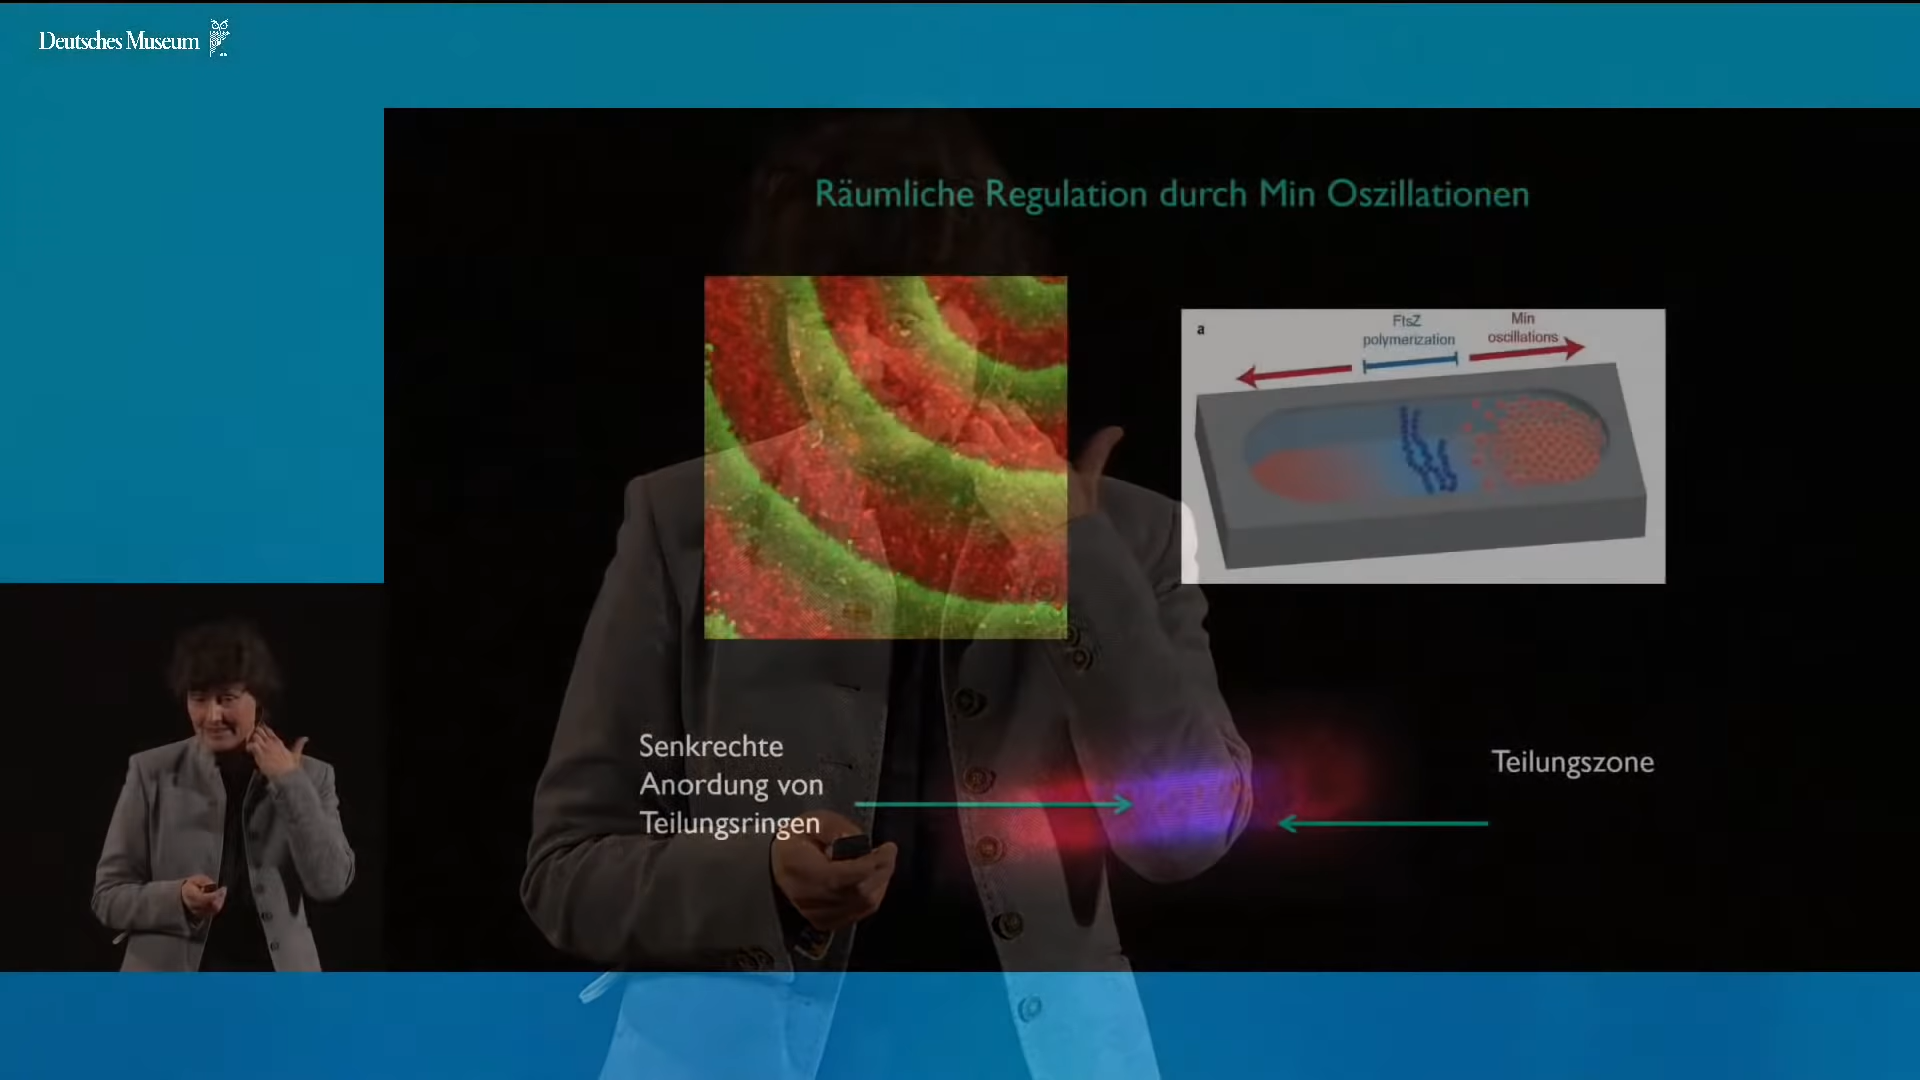 Deutsches Museum
Räumliche Regulation durch Min Oszillationen
a
FtsZ
polymerization
Min
oscillations
Senkrechte
Anordung von
Teilungsringen
Teilungszone